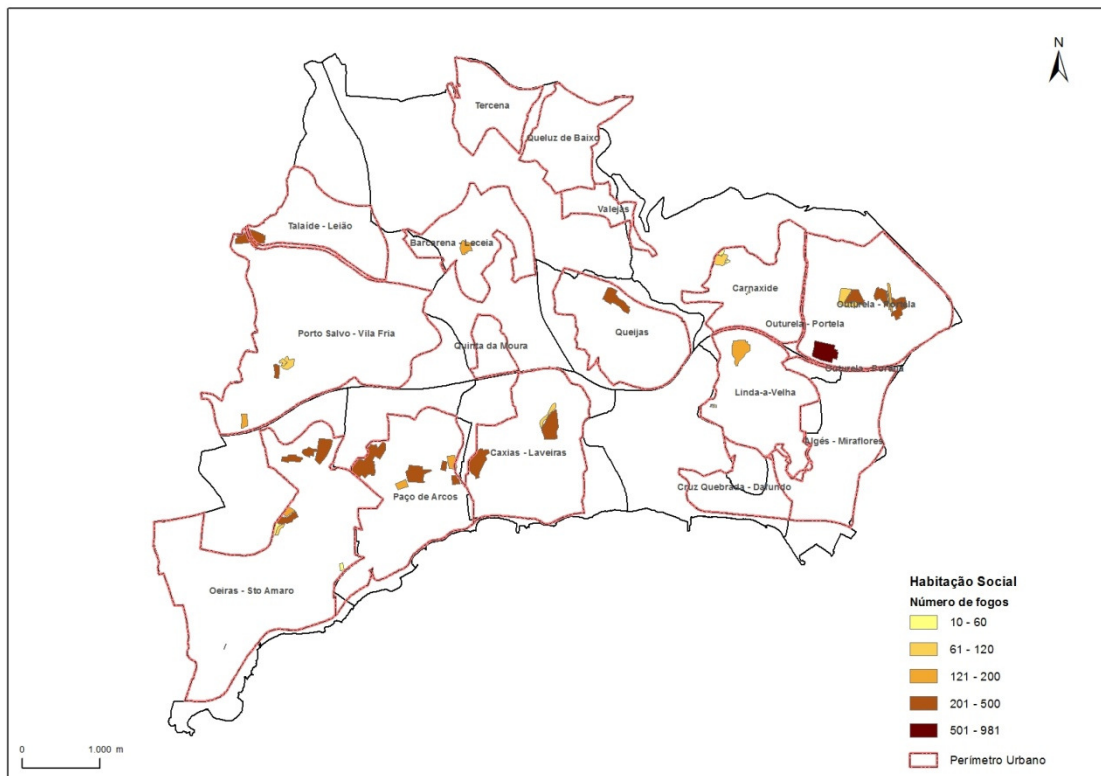 N
Tercena
Queluz de Baixo
Valejas
Talaíde - Leião
Barcarena - Leceia
Carnaxide
Outurela - Portela
Outurela - Portela
Porto Salvo - Vila Fria
Quinta da Moura
Queijas
Outurela - Portela
Linda-a-Velha
Algés - Miraflores
Caxias - Laveiras
Cruz Quebrada - Dafundo
Paço de Arcos
Oeiras - Sto Amaro
Habitação Social
Número de fogos
10 - 60
61 - 120
121 - 200
201 - 500
501 - 981
Perímetro Urbano
0 1.000 m